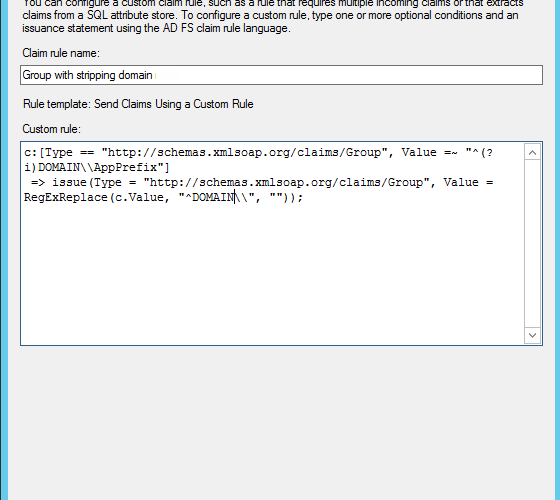 You can configure a custom claim rule, such as a rule that requires multiple incoming claims or that extracts
claims from a SQL attribute store. To configure a custom rule, type one or more optional conditions and an
issuance statement using the AD FS claim rule language.
Claim rule name:
Group with stripping domain
Rule template: Send Claims Using a Custom Rule
Custom rule:
c:[Type == "http://schemas.xmlsoap.org/claims/Group", Value =~ "^(?
i)DOMAIN\\AppPrefix"]
 => issue(Type = "http://schemas.xmlsoap.org/claims/Group", Value =
RegExReplace(c.Value, "^DOMAIN\\", ""));